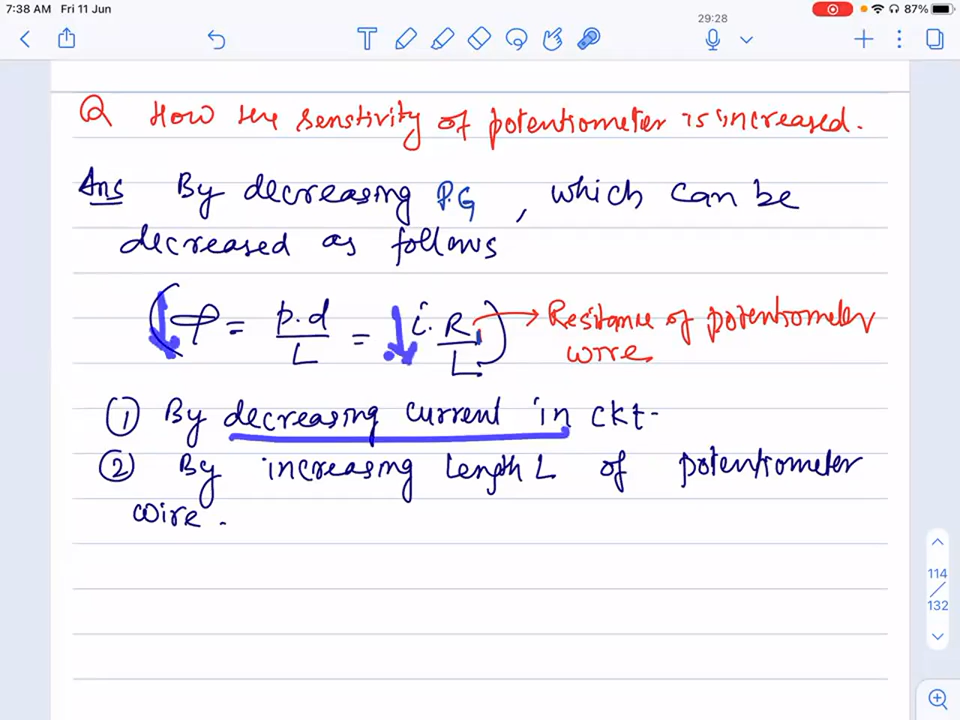 7:38 AM Fri 11 Jun
87%
29:28
Q How the senstivity of potentiometer is increased.
Ans By decreasing P.G, which can be
decreased as follows
(φ = p.d/L = i.R/L) → Resitance of potentiometer
wire
(1) By decreasing current in ckt-
(2) By increasing length L of potentiometer
wire.
114
132